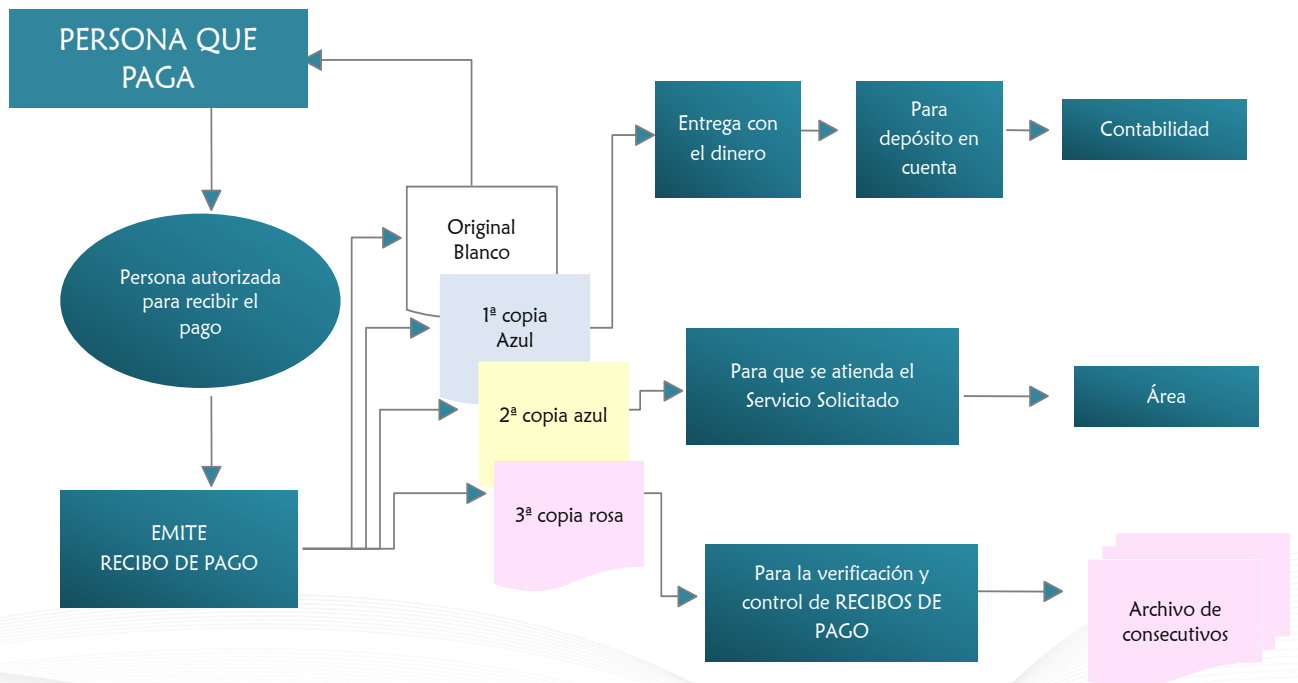 PERSONA QUE
PAGA
Persona autorizada
para recibir el
pago
EMITE
RECIBO DE PAGO
Original
Blanco
1ª copia
Azul
2ª copia azul
3ª copia rosa
Entrega con
el dinero
Para
depósito en
cuenta
Contabilidad
Para que se atienda el
Servicio Solicitado
Área
Para la verificación y
control de RECIBOS DE
PAGO
Archivo de
consecutivos